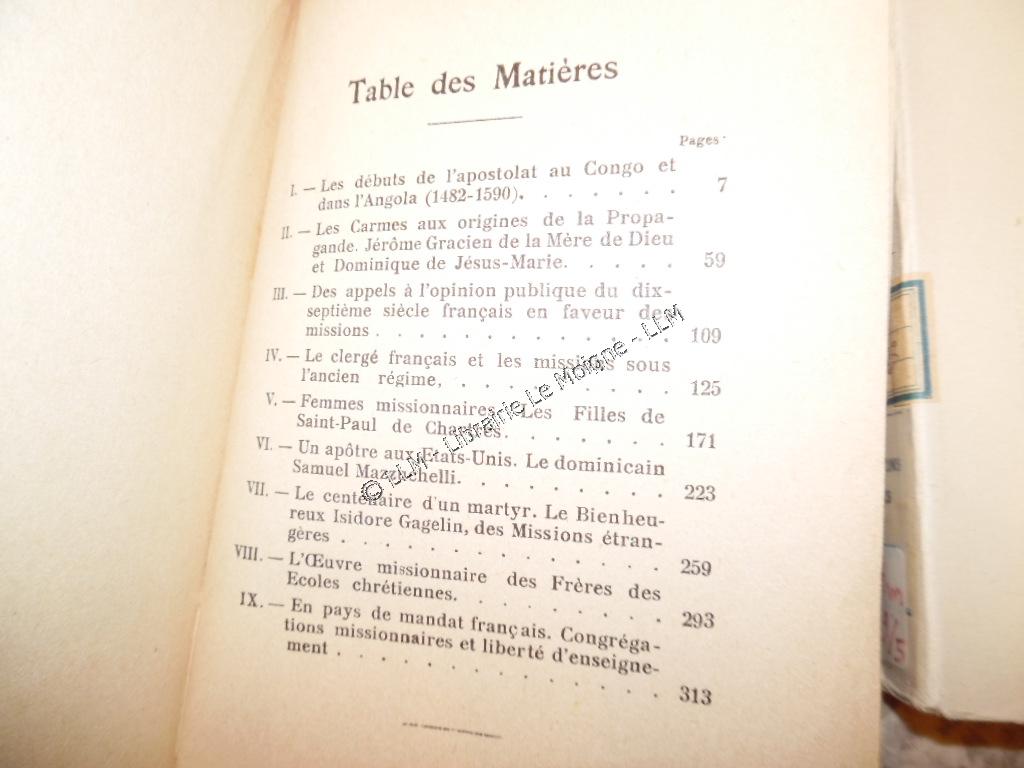 Table des Matières
Pages
I. — Les débuts de l'apostolat au Congo et
dans l'Angola (1482-1590). . . . . . . 7
II. — Les Carmes aux origines de la Propa-
gande. Jérôme Gracien de la Mère de Dieu
et Dominique de Jésus-Marie. . . . . 59
III. — Des appels à l'opinion publique du dix-
septième siècle français en faveur des
missions . . . . . . . . . . . . 109
IV. — Le clergé français et les missions sous
l'ancien régime, . . . . . . . . . 125
V. — Femmes missionnaires. Les Filles de
Saint-Paul de Chartres. . . . . . . 171
VI. — Un apôtre aux Etats-Unis. Le dominicain
Samuel Mazzuchelli. . . . . . . . . 223
VII. — Le centenaire d'un martyr. Le Bienheu-
reux Isidore Gagelin, des Missions étran-
gères . . . . . . . . . . . . 259
VIII. — L'Œuvre missionnaire des Frères des
Ecoles chrétiennes. . . . . . . . 293
IX. — En pays de mandat français. Congréga-
tions missionnaires et liberté d'enseigne-
ment . . . . . . . . . . . . 313
© LLM - Librairie Le Moigne - LLM